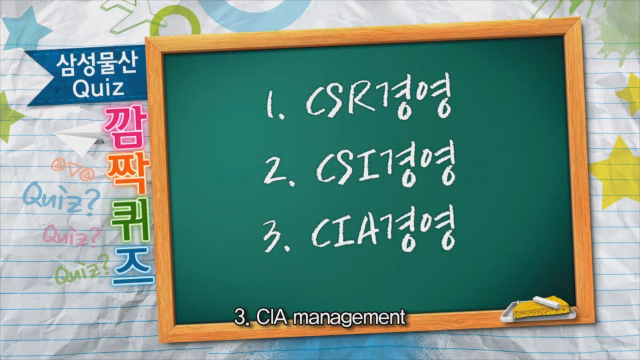 삼성물산
Quiz
깜
짝
퀴
즈
Quiz?
Quiz?
Quiz?
1. CSR경영
2. CSI경영
3. CIA경영
3. CIA management